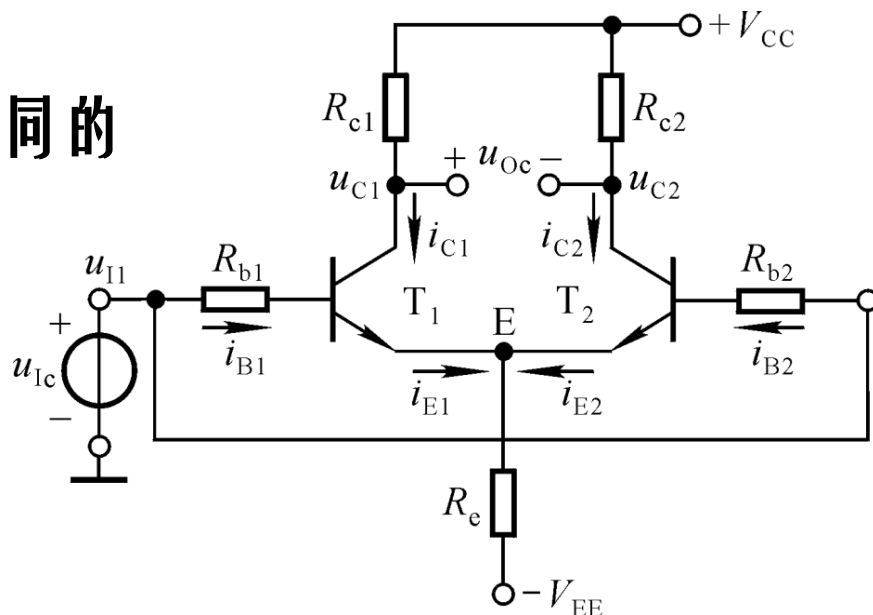 +V_CC
R_c1
R_c2
同的
+ u_Oc −
u_C1
u_C2
i_C1
i_C2
u_I1
R_b1
R_b2
T_1
E
T_2
+
i_B1
i_B2
u_Ic
i_E1
i_E2
−
R_e
−V_EE